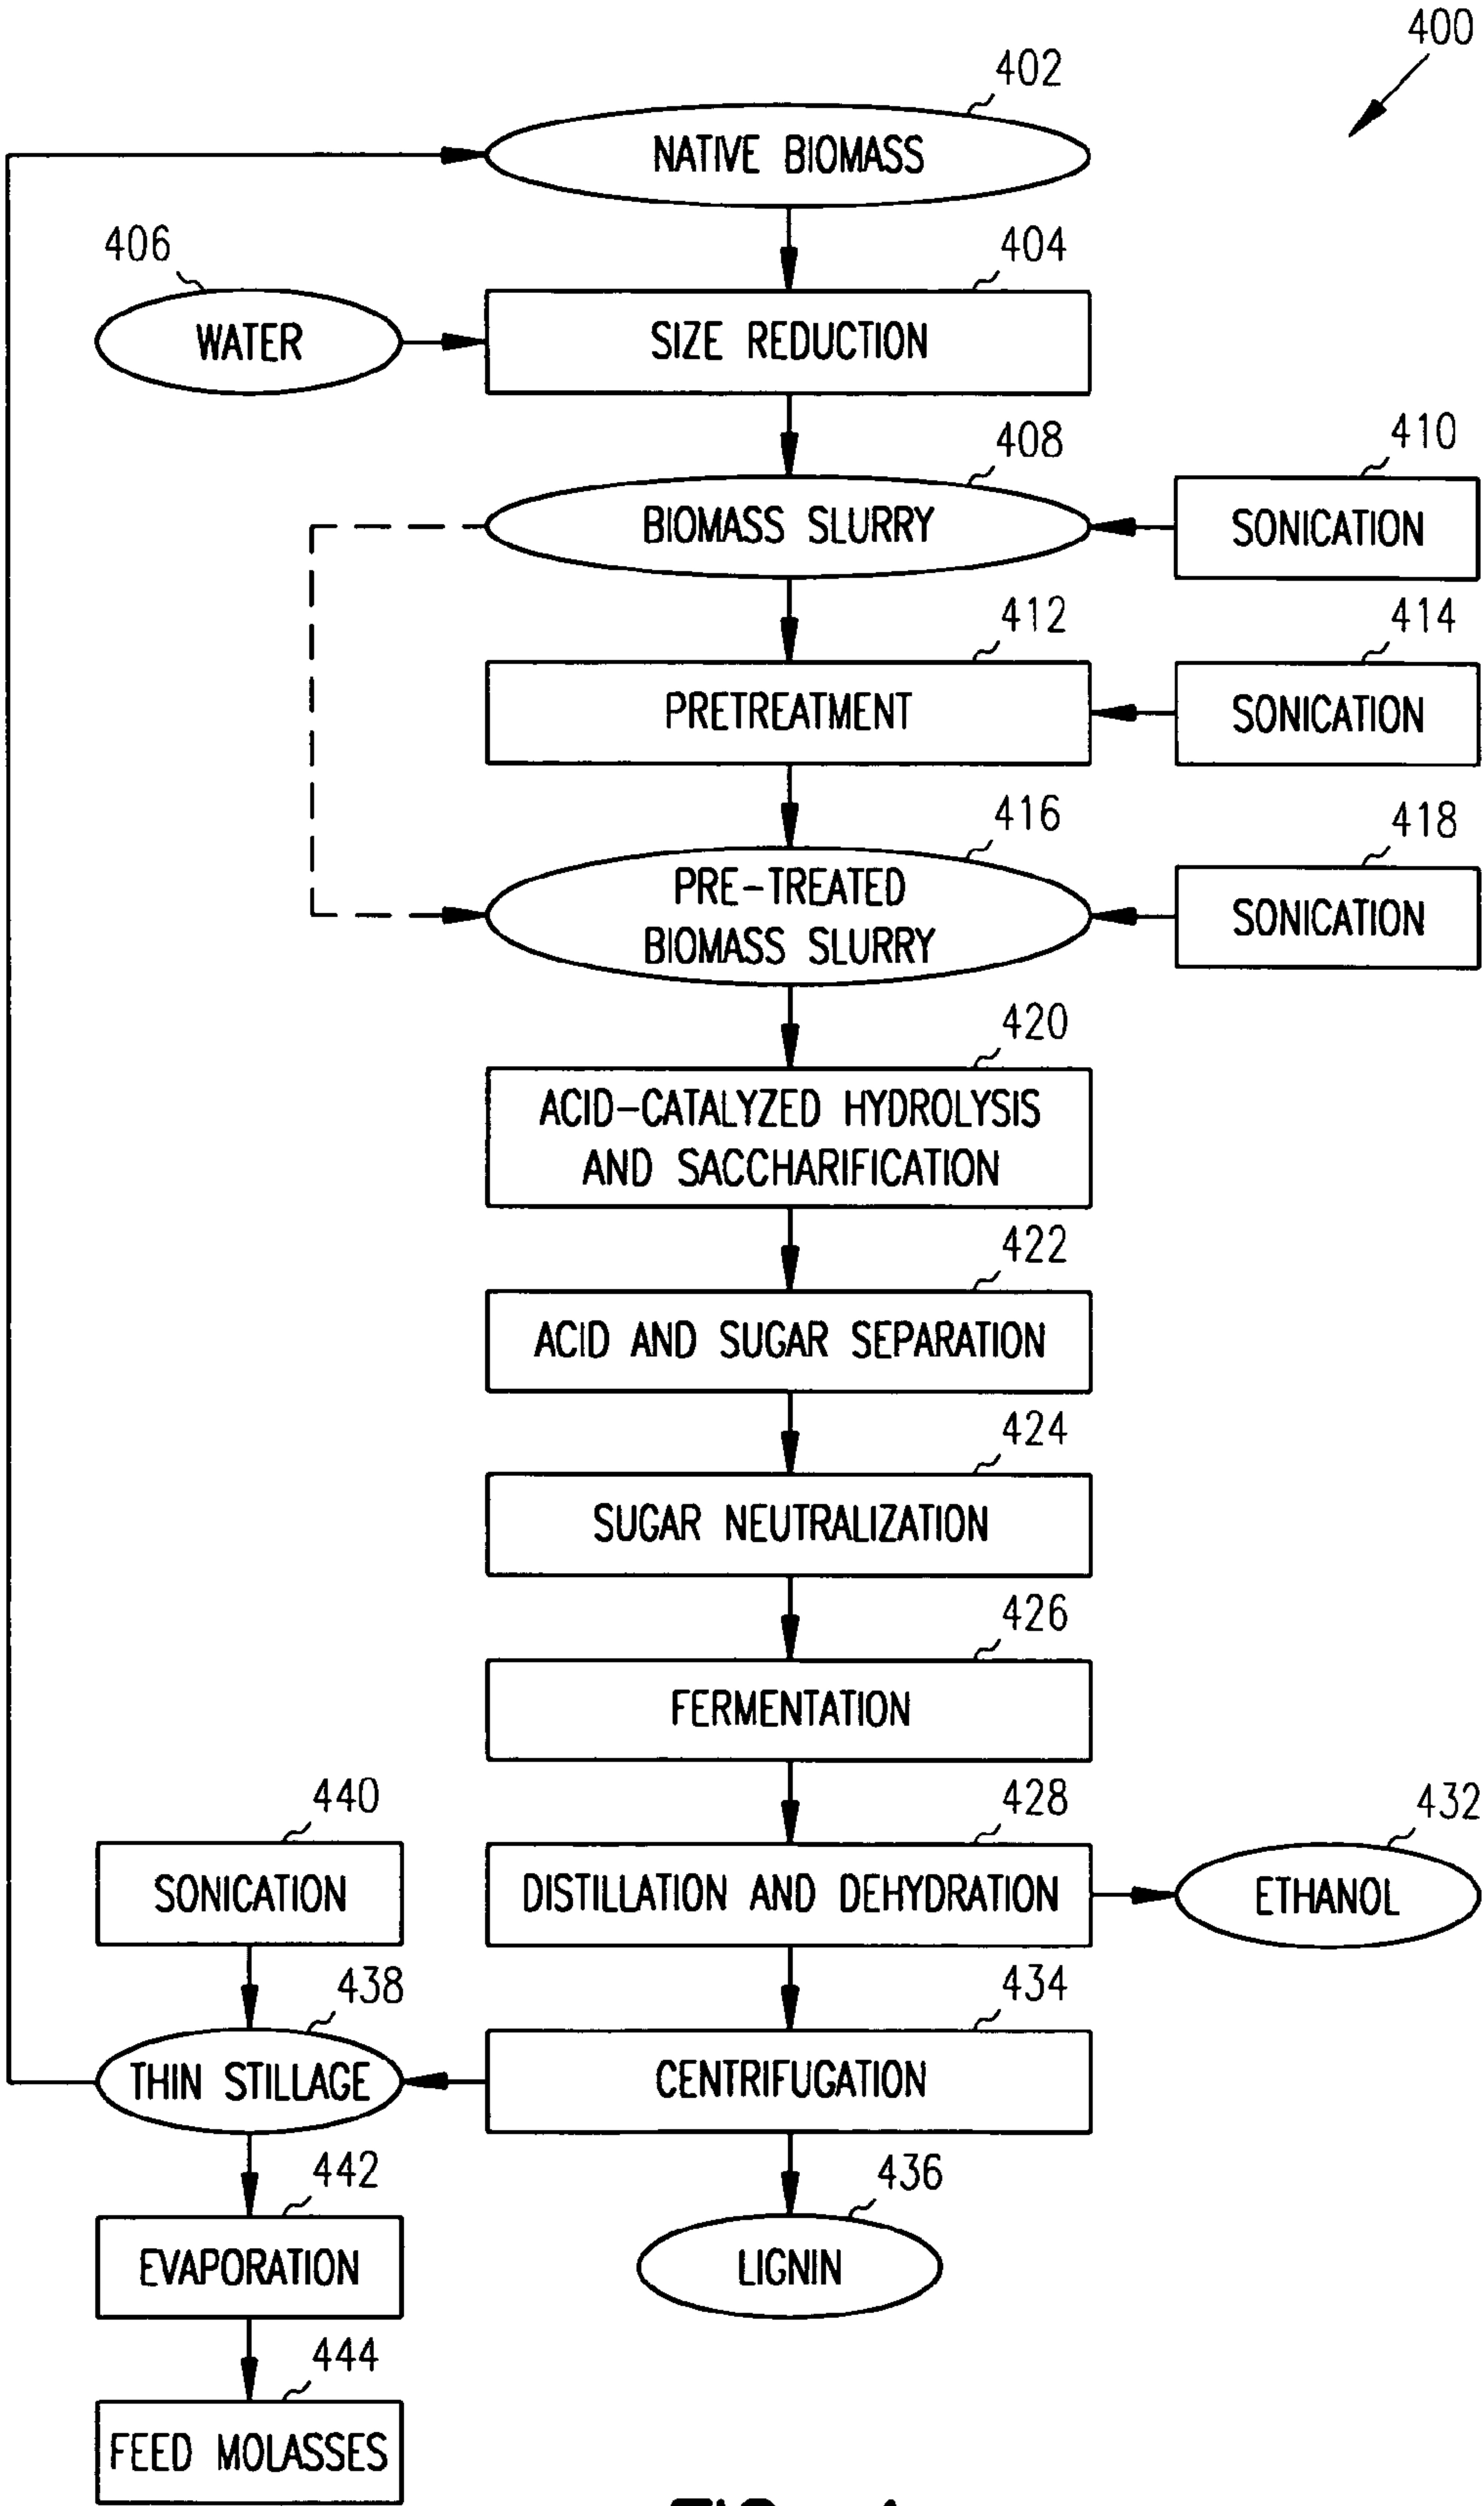 400
402
NATIVE BIOMASS
406
404
WATER
SIZE REDUCTION
408
410
BIOMASS SLURRY
SONICATION
412
414
PRETREATMENT
SONICATION
416
418
PRE-TREATED
BIOMASS SLURRY
SONICATION
420
ACID-CATALYZED HYDROLYSIS
AND SACCHARIFICATION
422
ACID AND SUGAR SEPARATION
424
SUGAR NEUTRALIZATION
426
FERMENTATION
440
428
432
SONICATION
DISTILLATION AND DEHYDRATION
ETHANOL
438
434
THIN STILLAGE
CENTRIFUGATION
442
436
EVAPORATION
LIGNIN
444
FEED MOLASSES